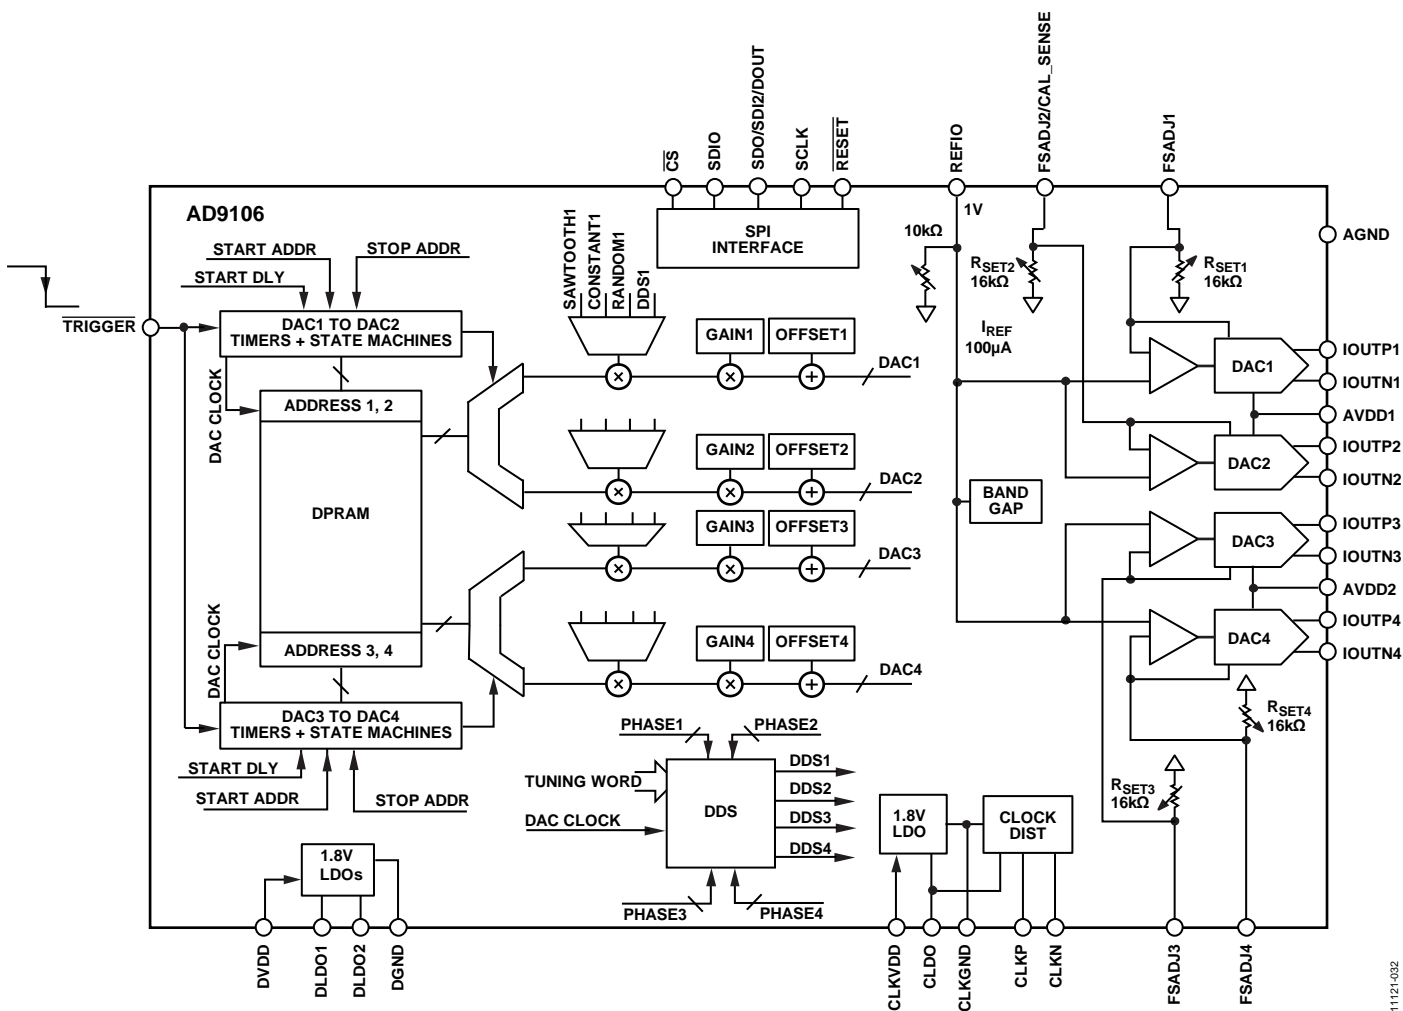 FSADJ2/CAL_SENSE
SDO/SDI2/DOUT
CS
SDIO
SCLK
RESET
REFIO
FSADJ1
AD9106
START ADDR
STOP ADDR
START DLY
TRIGGER
DAC1 TO DAC2
TIMERS + STATE MACHINES
DAC CLOCK
ADDRESS 1, 2
DPRAM
ADDRESS 3, 4
DAC CLOCK
DAC3 TO DAC4
TIMERS + STATE MACHINES
START DLY
START ADDR
STOP ADDR
SPI
INTERFACE
SAWTOOTH1
CONSTANT1
RANDOM1
DDS1
GAIN1
OFFSET1
DAC1
GAIN2
OFFSET2
DAC2
GAIN3
OFFSET3
DAC3
GAIN4
OFFSET4
DAC4
1V
10kΩ
RSET2
16kΩ
RSET1
16kΩ
IREF
100µA
BAND
GAP
AGND
DAC1
IOUTP1
IOUTN1
AVDD1
DAC2
IOUTP2
IOUTN2
DAC3
IOUTP3
IOUTN3
AVDD2
DAC4
IOUTP4
IOUTN4
RSET4
16kΩ
RSET3
16kΩ
PHASE1
PHASE2
TUNING WORD
DAC CLOCK
DDS
DDS1
DDS2
DDS3
DDS4
PHASE3
PHASE4
1.8V
LDO
CLOCK
DIST
1.8V
LDOs
DVDD
DLDO1
DLDO2
DGND
CLKVDD
CLDO
CLKGND
CLKP
CLKN
FSADJ3
FSADJ4
11121-032